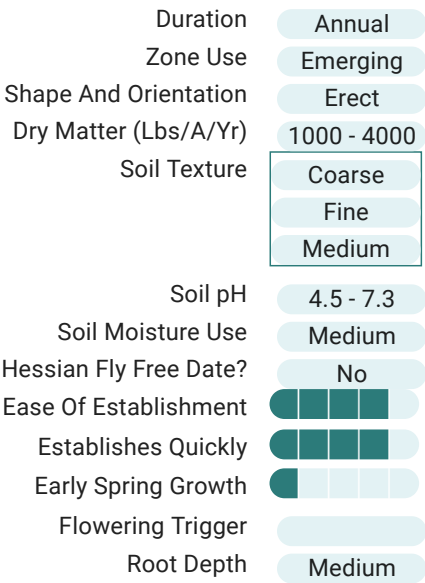 Duration Annual
Zone Use Emerging
Shape And Orientation Erect
Dry Matter (Lbs/A/Yr) 1000 - 4000
Soil Texture Coarse
Fine
Medium
Soil pH 4.5 - 7.3
Soil Moisture Use Medium
Hessian Fly Free Date? No
Ease Of Establishment
Establishes Quickly
Early Spring Growth
Flowering Trigger
Root Depth Medium